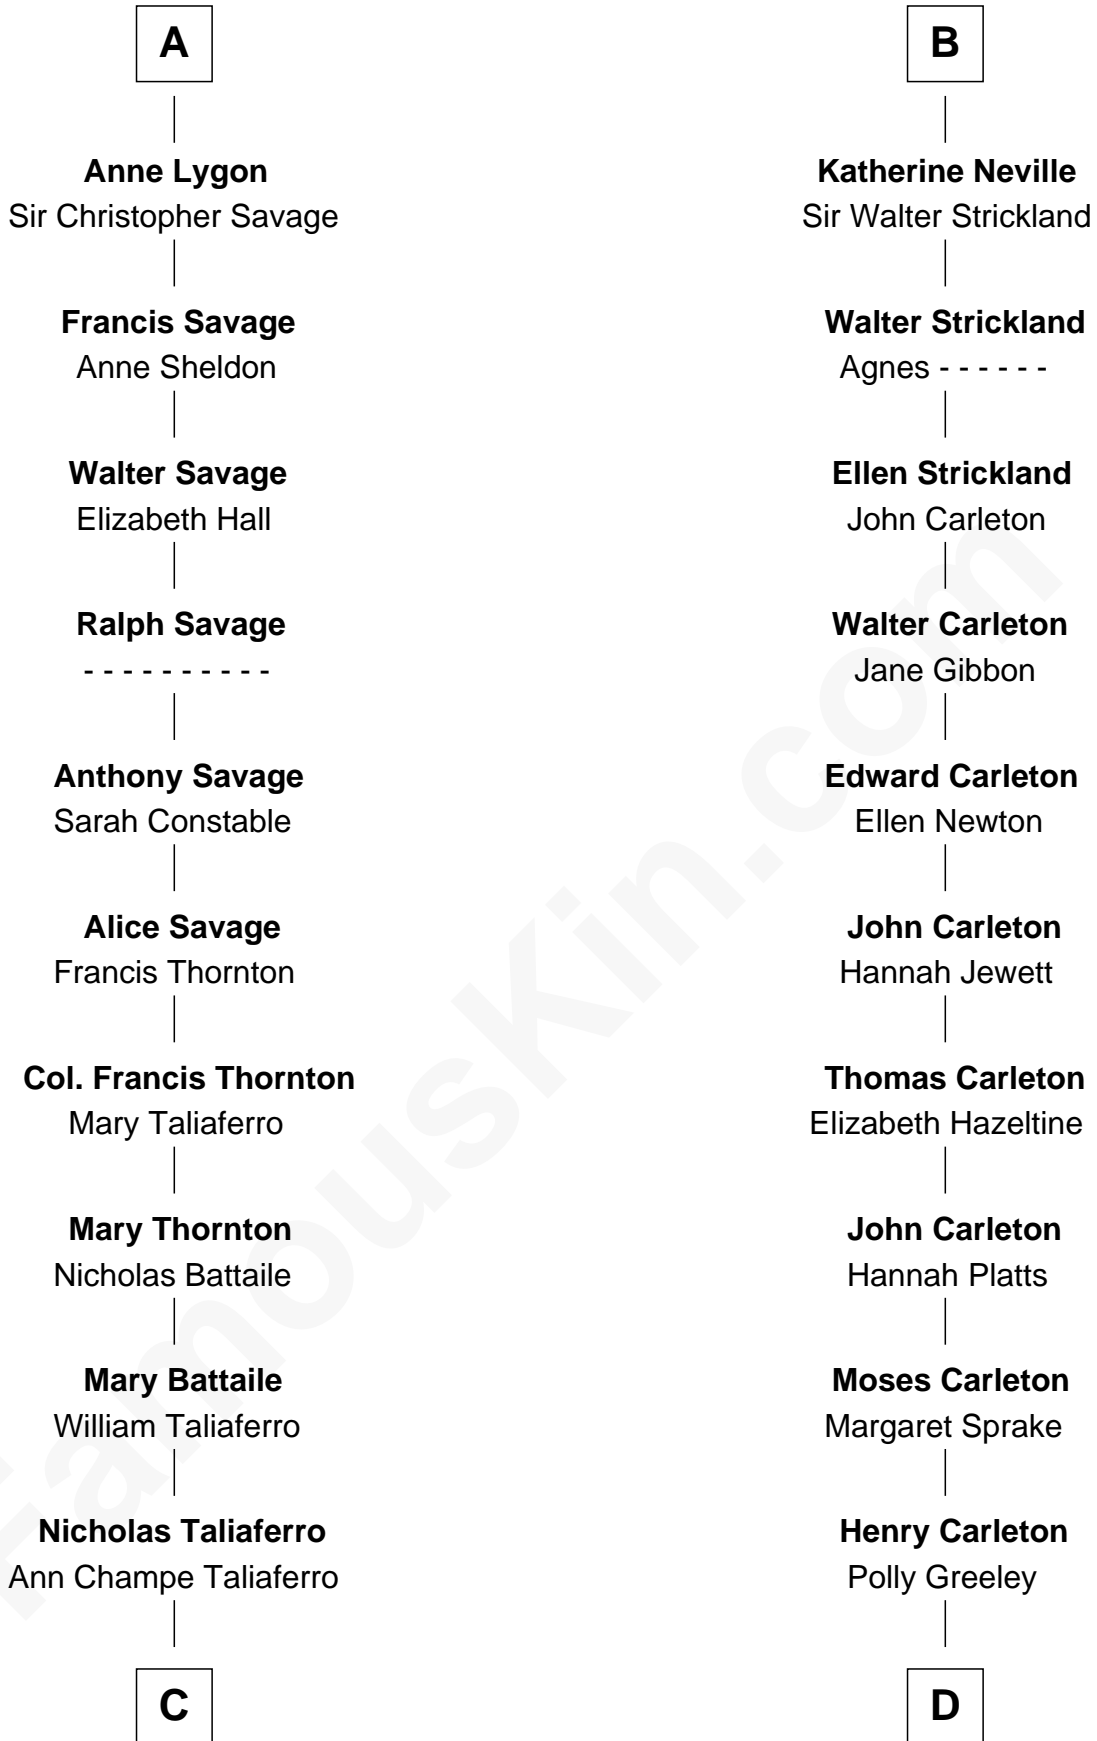 A
Anne Lygon
Sir Christopher Savage
Francis Savage
Anne Sheldon
Walter Savage
Elizabeth Hall
Ralph Savage
- - - - - - - - - -
Anthony Savage
Sarah Constable
Alice Savage
Francis Thornton
Col. Francis Thornton
Mary Taliaferro
Mary Thornton
Nicholas Battaile
Mary Battaile
William Taliaferro
Nicholas Taliaferro
Ann Champe Taliaferro
C
B
Katherine Neville
Sir Walter Strickland
Walter Strickland
Agnes - - - - - -
Ellen Strickland
John Carleton
Walter Carleton
Jane Gibbon
Edward Carleton
Ellen Newton
John Carleton
Hannah Jewett
Thomas Carleton
Elizabeth Hazeltine
John Carleton
Hannah Platts
Moses Carleton
Margaret Sprake
Henry Carleton
Polly Greeley
D
FamousKin.com